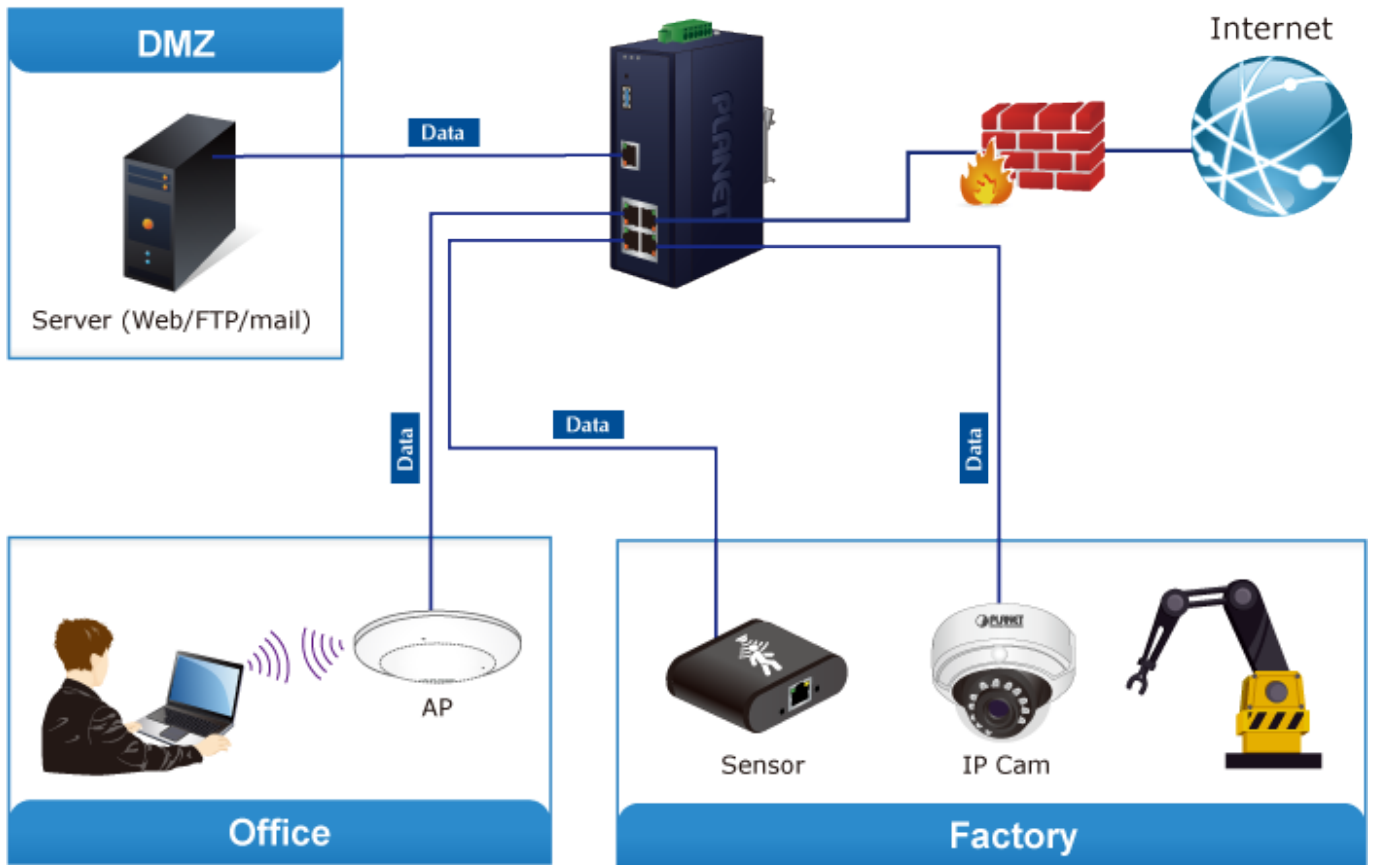 DMZ
Internet
Data
PLANET
Server (Web/FTP/mail)
Data
Data
Data
PLANET
AP
Sensor
IP Cam
Office
Factory